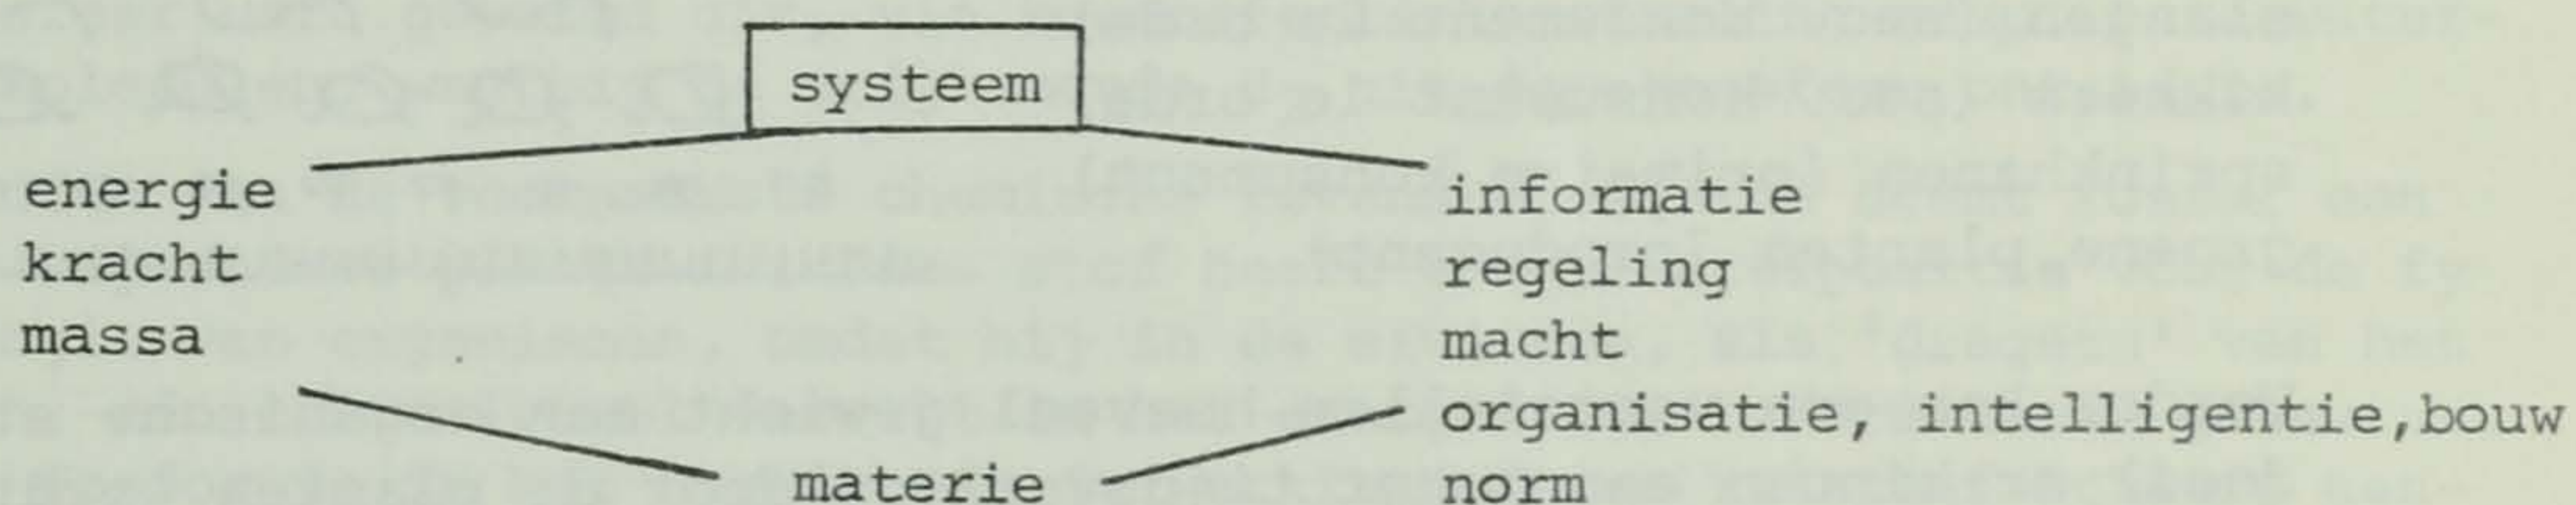 systeem
energie
kracht
massa
informatie
regeling
macht
organisatie, intelligentie,bouw
norm
materie